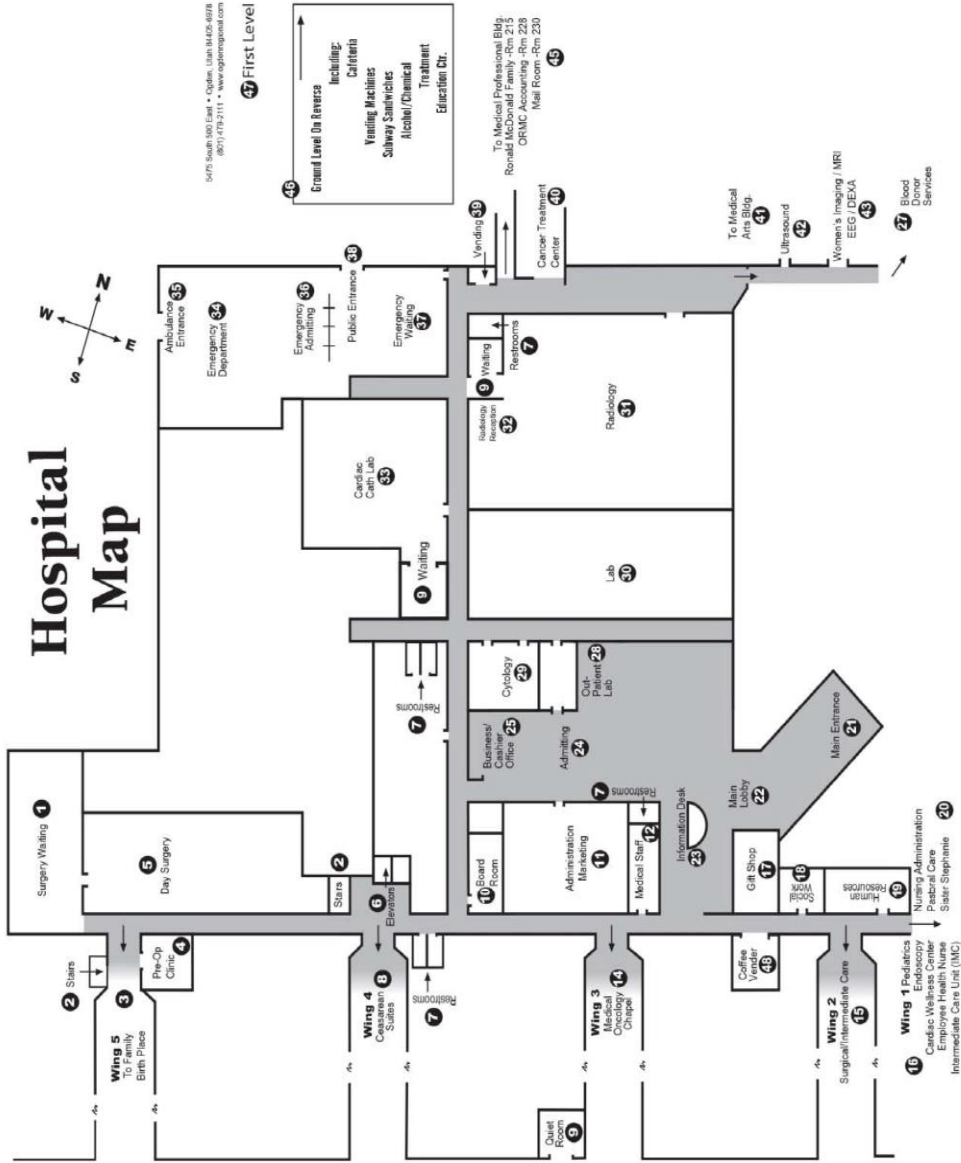 Hospital
Map
5475 South 500 East • Ogden, Utah 84405-6978
(801) 479-2111 • www.ogdenregional.com
47 First Level
46
Ground Level On Reverse
Including:
Cafeteria
Vending Machines
Subway Sandwiches
Alcohol/Chemical
Treatment
Education Ctr.
N
W
E
S
To Medical Professional Bldg.
Ronald McDonald Family -Rm 215
ORMC Accounting -Rm 228
Mail Room -Rm 230
45
Surgery Waiting 1
5
Day Surgery
2
Stars
2 Stairs
Pre-Op
Clinic 4
3
Wing 5
To Family
Birth Place
6
Elevators
Wing 4
Ceasarean
Suites
8
Restrooms
7
Restrooms
7
Ambulance
Entrance
35
Emergency
Department
34
Emergency
Admitting
36
Public Entrance 38
Emergency
Waiting
37
Vending 39
Cancer Treatment
Center
40
Cardiac
Cath Lab
33
9 Waiting
9 Waiting
Restrooms
7
Radiology
Reception
32
Radiology
31
Lab
30
Cytology
29
Out-
Patient
Lab
28
Business/
Cashier
Office
25
Admitting
24
Board
Room
10
Administration
Marketing
11
Medical Staff
12
Restrooms
7
Information Desk
23
Main
Lobby
22
Main Entrance
21
Gift Shop
17
Social
Work
18
Human
Resources
19
Coffee
Vender
48
Wing 3
Medical
Oncology
Chapel
14
Quiet
Room
9
Wing 2
Surgical/Intermediate Care
15
Wing 1 Pediatrics
Endoscopy
Cardiac Wellness Center
Employee Health Nurse
Intermediate Care Unit (IMC)
16
Nursing Administration
Pastoral Care
Sister Stephanie
20
To Medical
Arts Bldg.
41
Ultrasound
42
Women's Imaging / MRI
EEG / DEXA
43
27 Blood
Donor
Services